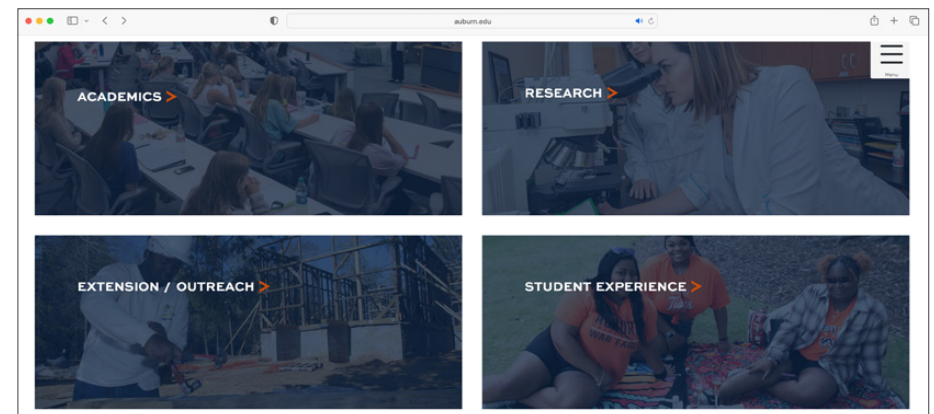 auburn.edu
Menu
ACADEMICS >
RESEARCH >
EXTENSION / OUTREACH >
STUDENT EXPERIENCE >